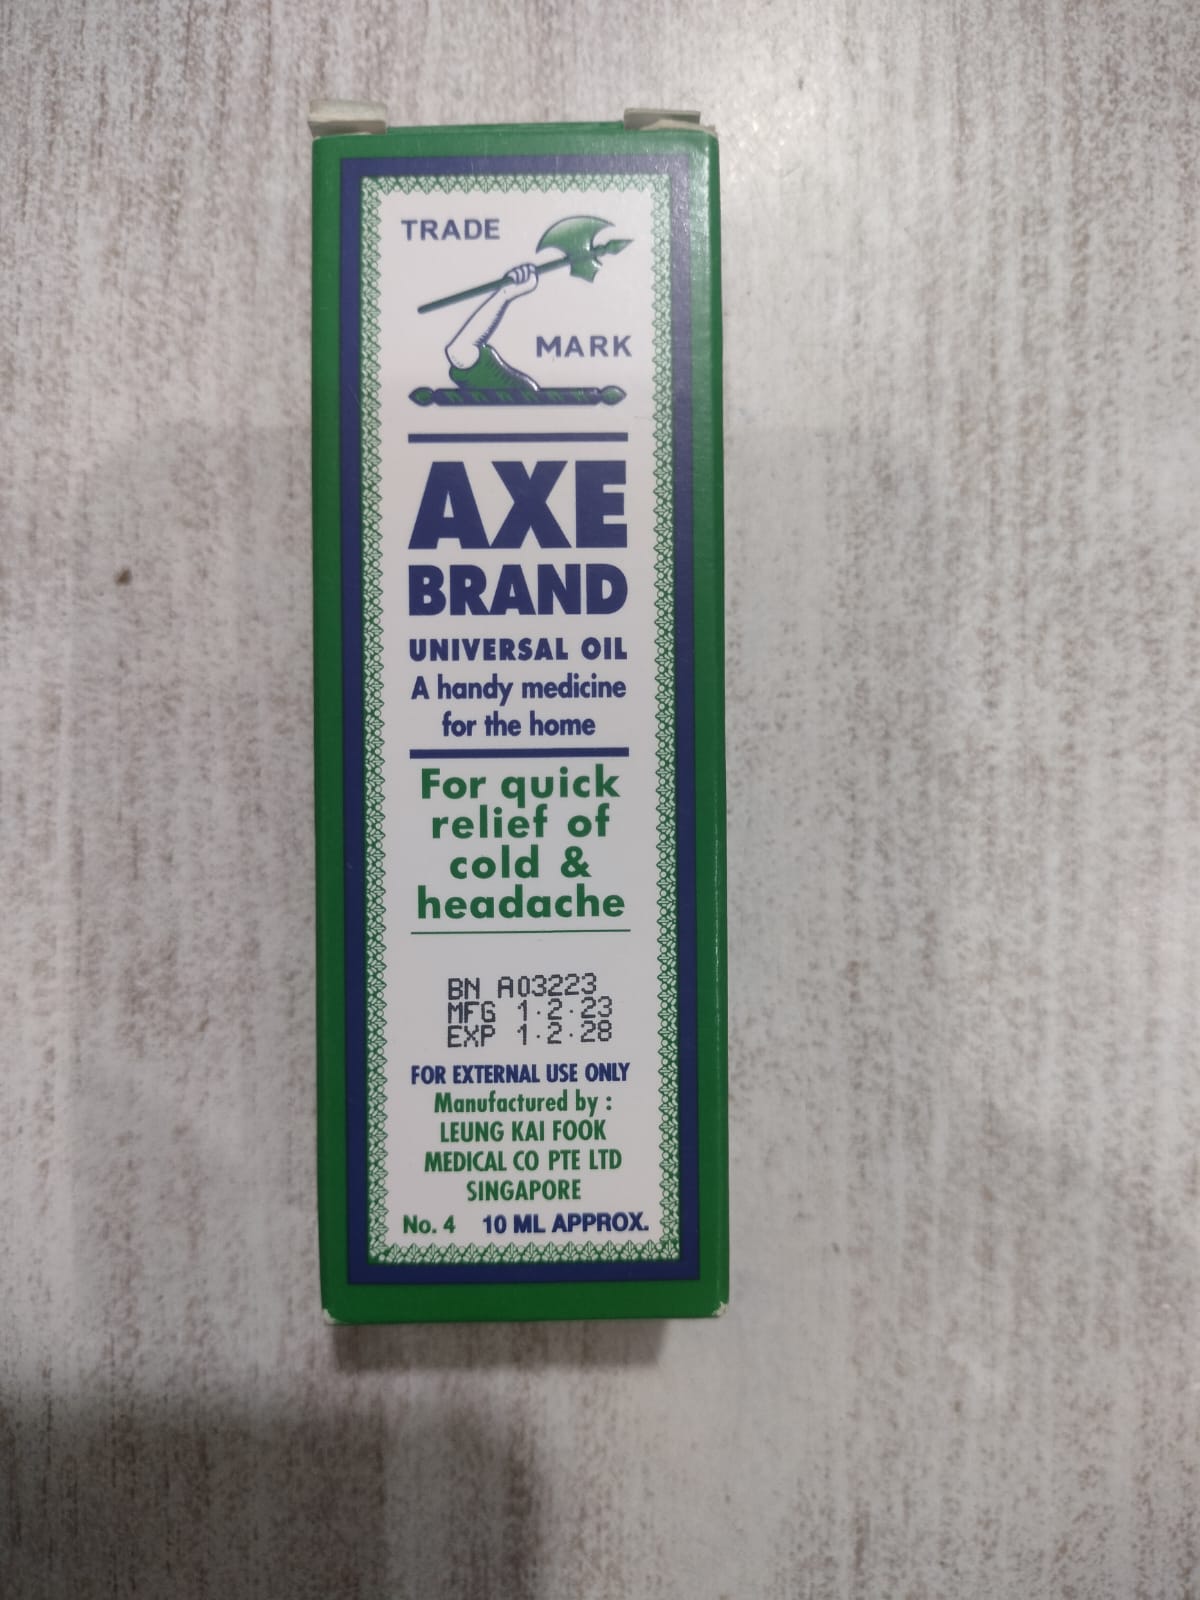 TRADE
MARK
AXE
BRAND
UNIVERSAL OIL
A handy medicine
for the home
For quick
relief of
cold &
headache
BN A03223
MFG 1·2·23
EXP 1·2·28
FOR EXTERNAL USE ONLY
Manufactured by :
LEUNG KAI FOOK
MEDICAL CO PTE LTD
SINGAPORE
No. 4 10 ML APPROX.